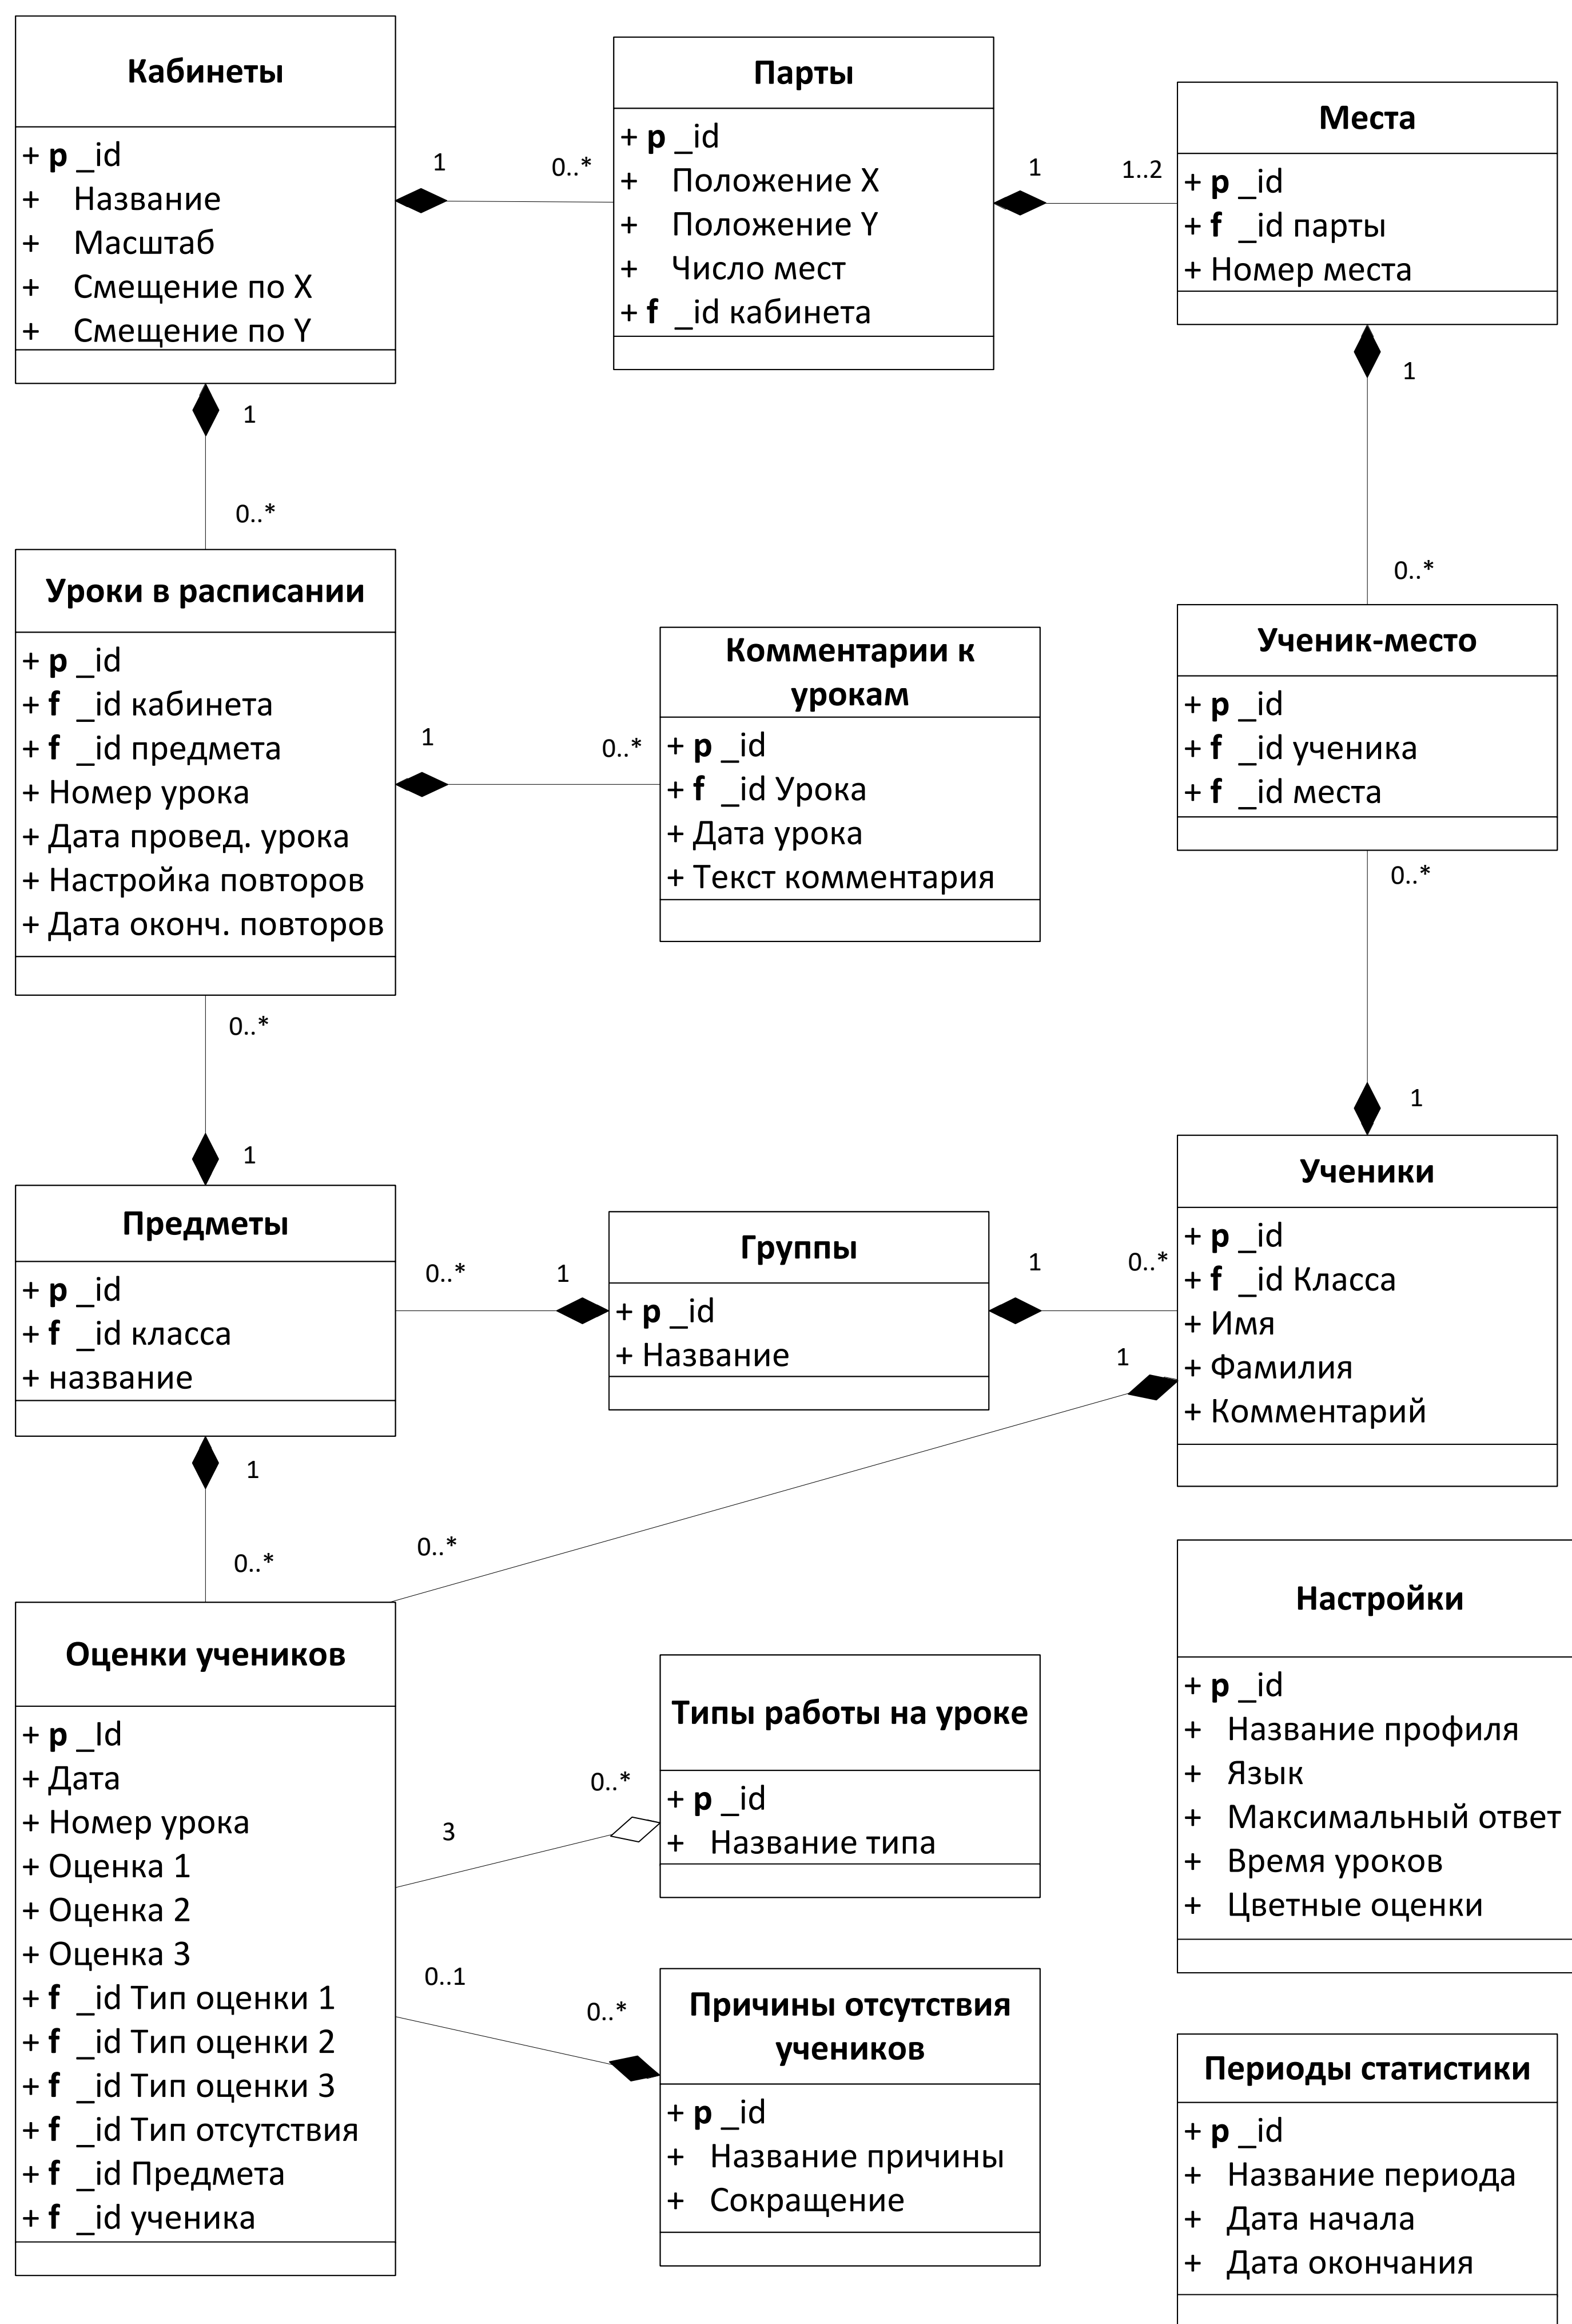 Кабинеты
+ p _id
+ Название
+ Масштаб
+ Смещение по X
+ Смещение по Y
1
0..*
Парты
+ p _id
+ Положение X
+ Положение Y
+ Число мест
+ f _id кабинета
1
1..2
Места
+ p _id
+ f _id парты
+ Номер места
1
0..*
1
0..*
Уроки в расписании
+ p _id
+ f _id кабинета
+ f _id предмета
+ Номер урока
+ Дата провед. урока
+ Настройка повторов
+ Дата оконч. повторов
1
0..*
Комментарии к
урокам
+ p _id
+ f _id Урока
+ Дата урока
+ Текст комментария
Ученик-место
+ p _id
+ f _id ученика
+ f _id места
0..*
1
0..*
1
Предметы
+ p _id
+ f _id класса
+ название
0..*
1
Группы
+ p _id
+ Название
1
0..*
Ученики
+ p _id
+ f _id Класса
+ Имя
+ Фамилия
+ Комментарий
1
0..*
1
0..*
Оценки учеников
+ p _Id
+ Дата
+ Номер урока
+ Оценка 1
+ Оценка 2
+ Оценка 3
+ f _id Тип оценки 1
+ f _id Тип оценки 2
+ f _id Тип оценки 3
+ f _id Тип отсутствия
+ f _id Предмета
+ f _id ученика
3
0..*
Типы работы на уроке
+ p _id
+ Название типа
0..1
0..*
Причины отсутствия
учеников
+ p _id
+ Название причины
+ Сокращение
Настройки
+ p _id
+ Название профиля
+ Язык
+ Максимальный ответ
+ Время уроков
+ Цветные оценки
Периоды статистики
+ p _id
+ Название периода
+ Дата начала
+ Дата окончания